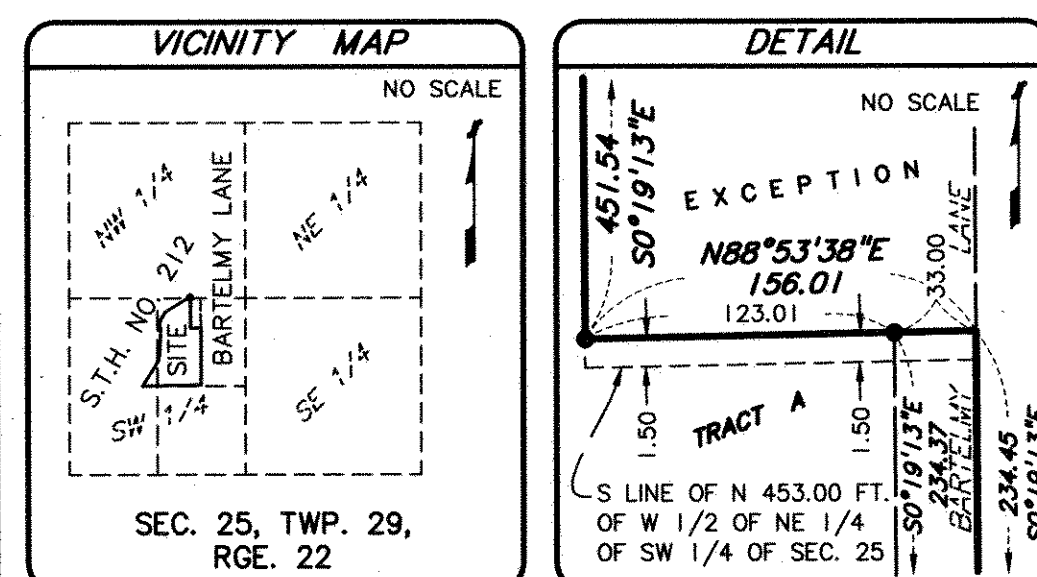 VICINITY MAP
NO SCALE
NW 1/4
NE 1/4
BARTELMY LANE
S.T.H. NO. 212
SITE
SW 1/4
SE 1/4
SEC. 25, TWP. 29,
RGE. 22
DETAIL
NO SCALE
451.54
S0°19'13"E
EXCEPTION
LANE
N88°53'38"E
156.01
33.00
123.01
1.50
TRACT A
1.50
S0°19'13"E
234.37
BARTELMY
234.45
S0°19'13"E
S LINE OF N 453.00 FT.
OF W 1/2 OF NE 1/4
OF SW 1/4 OF SEC. 25